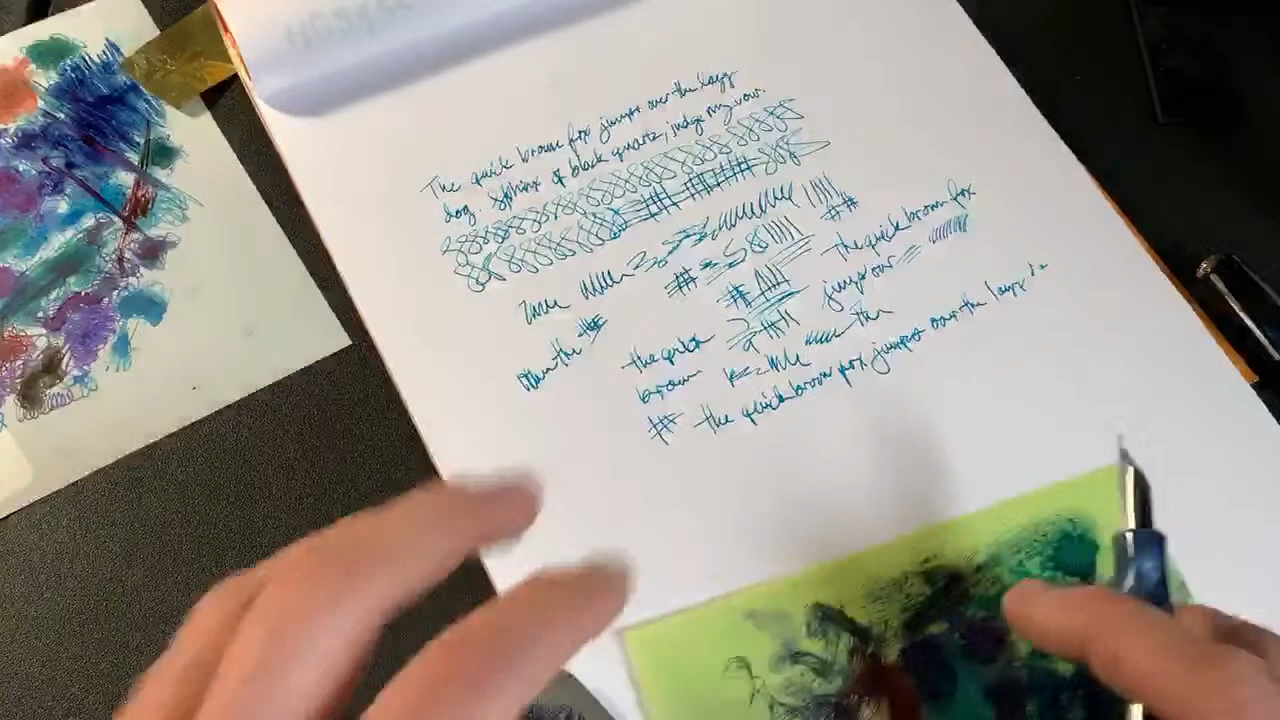 The quick brown fox jumps over the lazy
dog. Sphinx of black quartz, judge my vow.
the quick brown fox
jumps over
the quick
brown
the
the quick brown fox jumps over the lazy